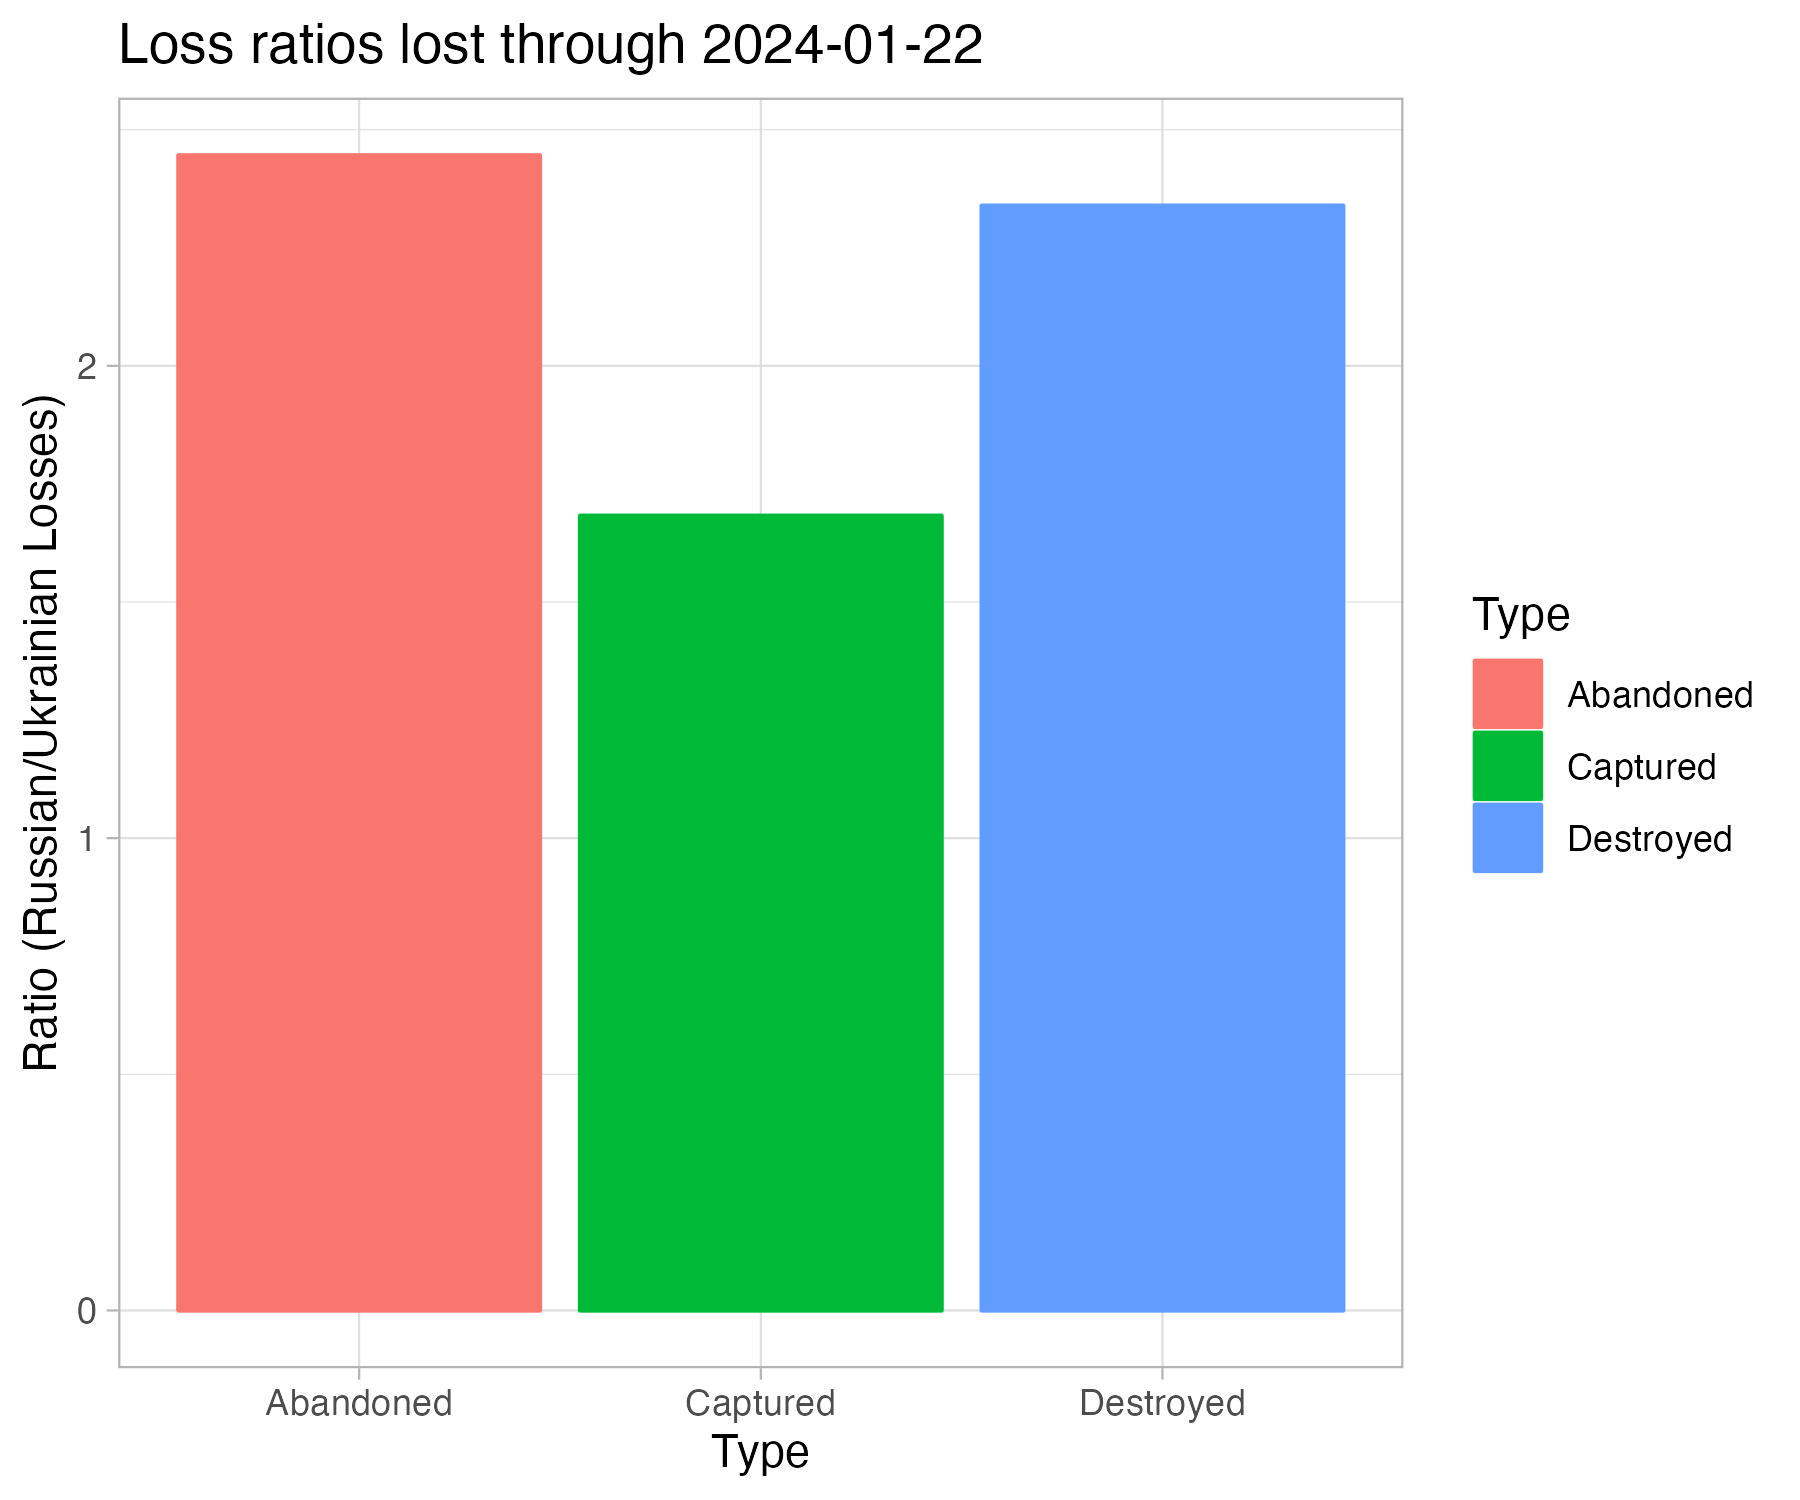 Loss ratios lost through 2024-01-22
Ratio (Russian/Ukrainian Losses)
2
1
0
Abandoned
Captured
Destroyed
Type
Type
Abandoned
Captured
Destroyed